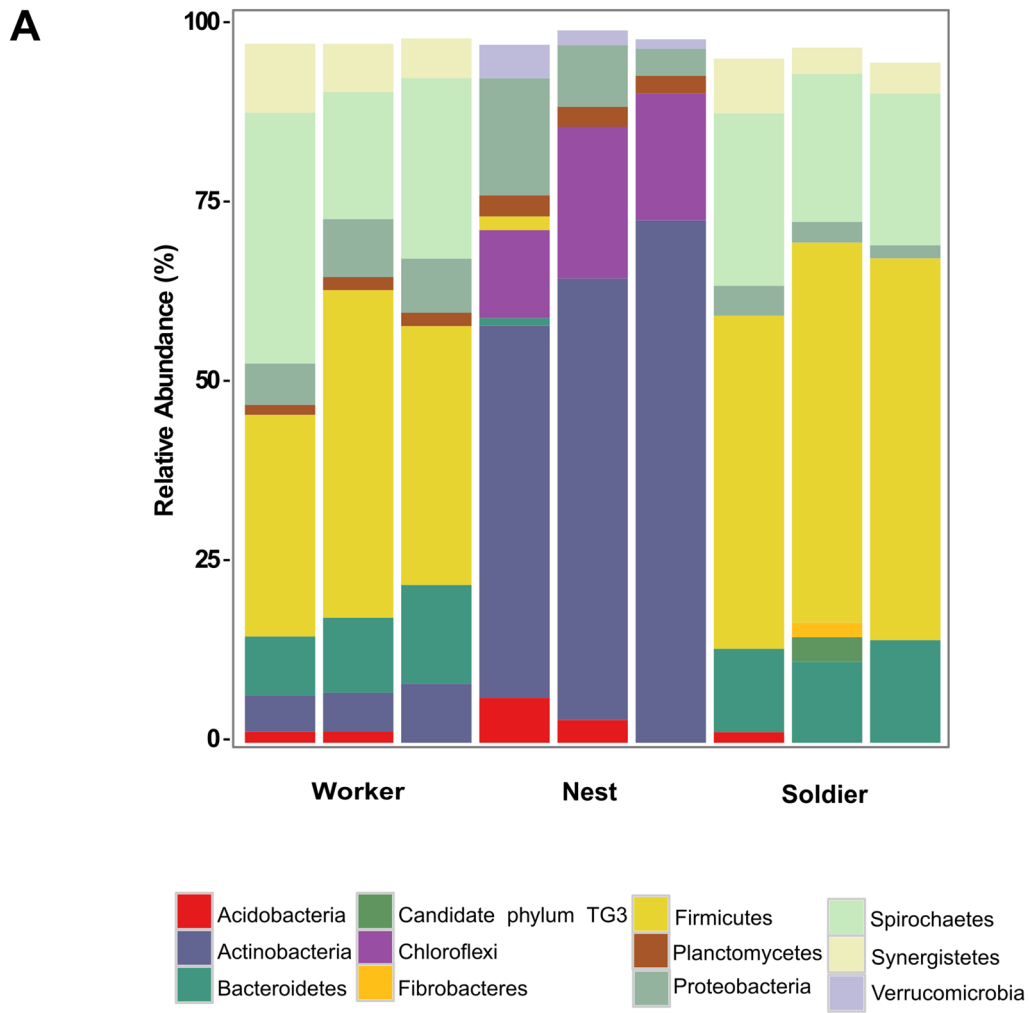 A
100-
75-
50-
25-
0-
Relative Abundance (%)
Worker Nest Soldier
Acidobacteria Candidate phylum TG3 Firmicutes Spirochaetes
Actinobacteria Chloroflexi Planctomycetes Synergistetes
Bacteroidetes Fibrobacteres Proteobacteria Verrucomicrobia